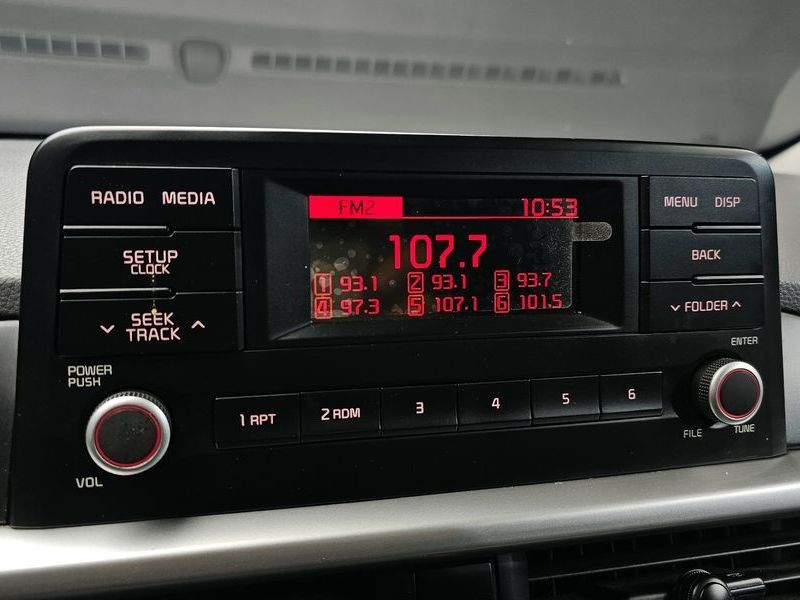 RADIO MEDIA
SETUP
CLOCK
SEEK
TRACK
POWER
PUSH
VOL
FM2 10:53
107.7
1 93.1 2 93.1 3 93.7
4 97.3 5 107.1 6 101.5
MENU DISP
BACK
FOLDER
ENTER
FILE TUNE
1 RPT 2 RDM 3 4 5 6